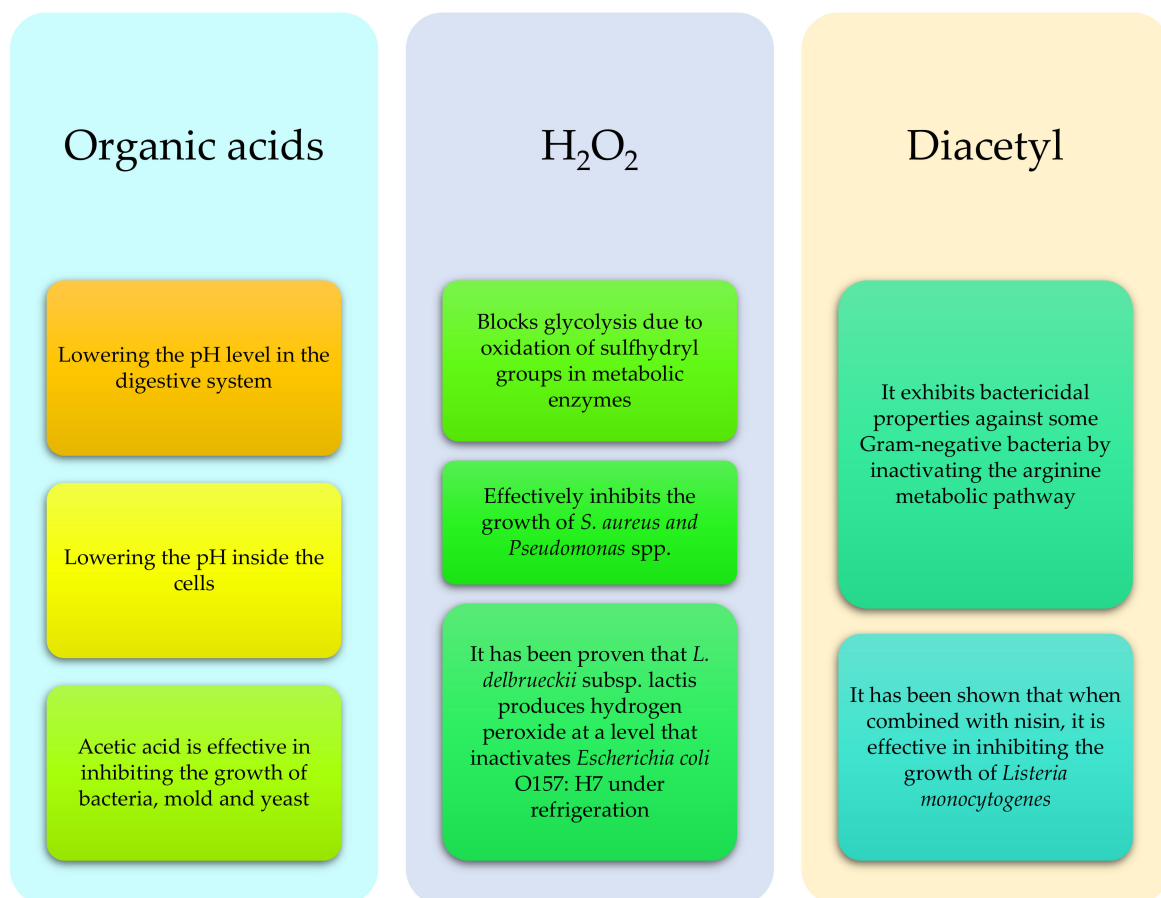 Organic acids
Lowering the pH level in the
digestive system
Lowering the pH inside the
cells
Acetic acid is effective in
inhibiting the growth of
bacteria, mold and yeast
H₂O₂
Blocks glycolysis due to
oxidation of sulfhydryl
groups in metabolic
enzymes
Effectively inhibits the
growth of S. aureus and
Pseudomonas spp.
It has been proven that L.
delbrueckii subsp. lactis
produces hydrogen
peroxide at a level that
inactivates Escherichia coli
O157: H7 under
refrigeration
Diacetyl
It exhibits bactericidal
properties against some
Gram-negative bacteria by
inactivating the arginine
metabolic pathway
It has been shown that when
combined with nisin, it is
effective in inhibiting the
growth of Listeria
monocytogenes